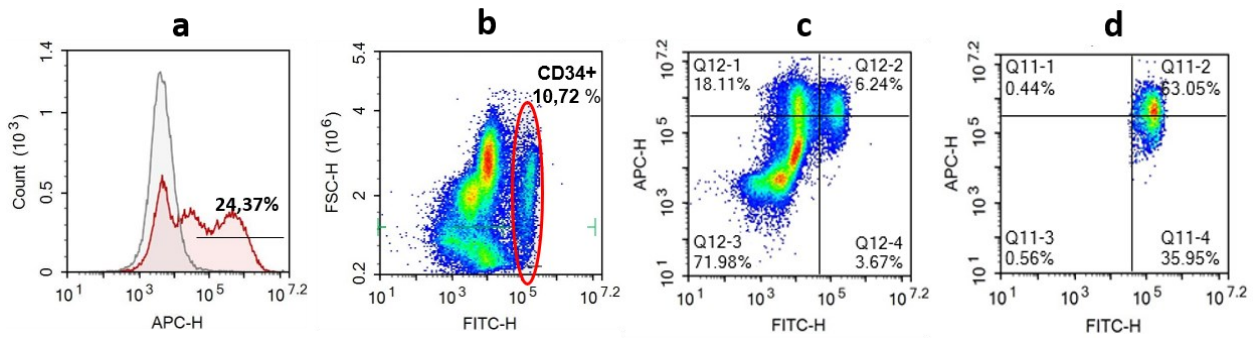 a
1.4
1
0.5
0
Count (10 3)
24,37%
10 1
10 3
10 5
10 7.2
APC-H
b
5.4
4
2
0.2
FSC-H (10 6)
CD34+
10,72 %
10 3
10 5
10 7.2
FITC-H
c
10 7.2
10 5
10 3
10 1
APC-H
Q12-1
18.11%
Q12-2
6.24%
Q12-3
71.98%
Q12-4
3.67%
10 1
10 3
10 5
10 7.2
FITC-H
d
10 7.2
10 5
10 3
10 1
APC-H
Q11-1
0.44%
Q11-2
63.05%
Q11-3
0.56%
Q11-4
35.95%
10 1
10 3
10 5
10 7.2
FITC-H